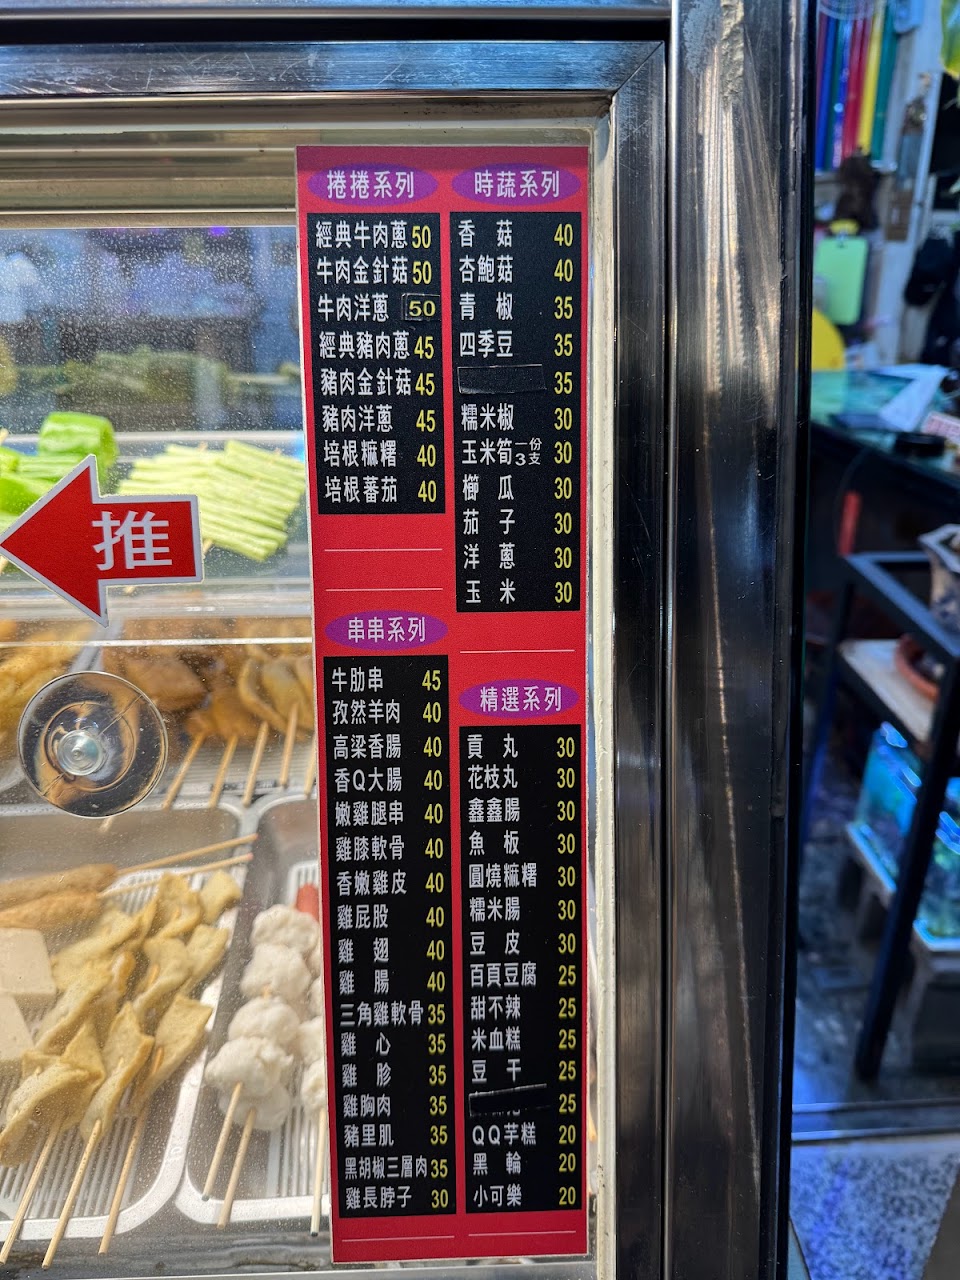 捲捲系列
經典牛肉蔥 50
牛肉金針菇 50
牛肉洋蔥 50
經典豬肉蔥 45
豬肉金針菇 45
豬肉洋蔥 45
培根麻糬 40
培根蕃茄 40
串串系列
牛肋串 45
孜然羊肉 40
高梁香腸 40
香Q大腸 40
嫩雞腿串 40
雞膝軟骨 40
香嫩雞皮 40
雞屁股 40
雞翅 40
雞腸 40
三角雞軟骨 35
雞心 35
雞胗 35
雞胸肉 35
豬里肌 35
黑胡椒三層肉 35
雞長脖子 30
時蔬系列
香菇 40
杏鮑菇 40
青椒 35
四季豆 35
35
糯米椒 30
玉米筍一份3支 30
櫛瓜 30
茄子 30
洋蔥 30
玉米 30
精選系列
貢丸 30
花枝丸 30
鑫鑫腸 30
魚板 30
圓燒麻糬 30
糯米腸 30
豆皮 30
百頁豆腐 25
甜不辣 25
米血糕 25
豆干 25
25
QQ芋糕 20
黑輪 20
小可樂 20
推